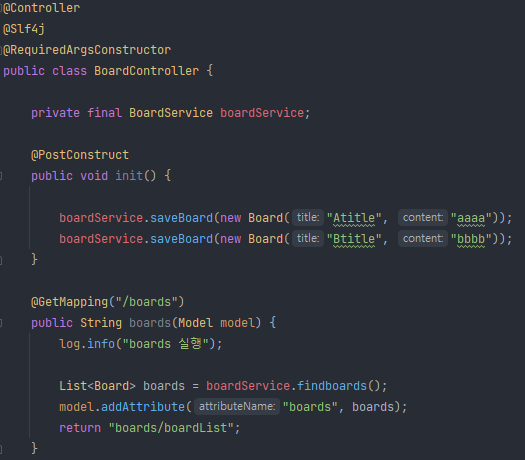 @Controller
@Slf4j
@RequiredArgsConstructor
public class BoardController {
private final BoardService boardService;
@PostConstruct
public void init() {
boardService.saveBoard(new Board( title: "Atitle", content: "aaaa"));
boardService.saveBoard(new Board( title: "Btitle", content: "bbbb"));
}
@GetMapping("/boards")
public String boards(Model model) {
log.info("boards 실행");
List<Board> boards = boardService.findboards();
model.addAttribute( attributeName: "boards", boards);
return "boards/boardList";
}